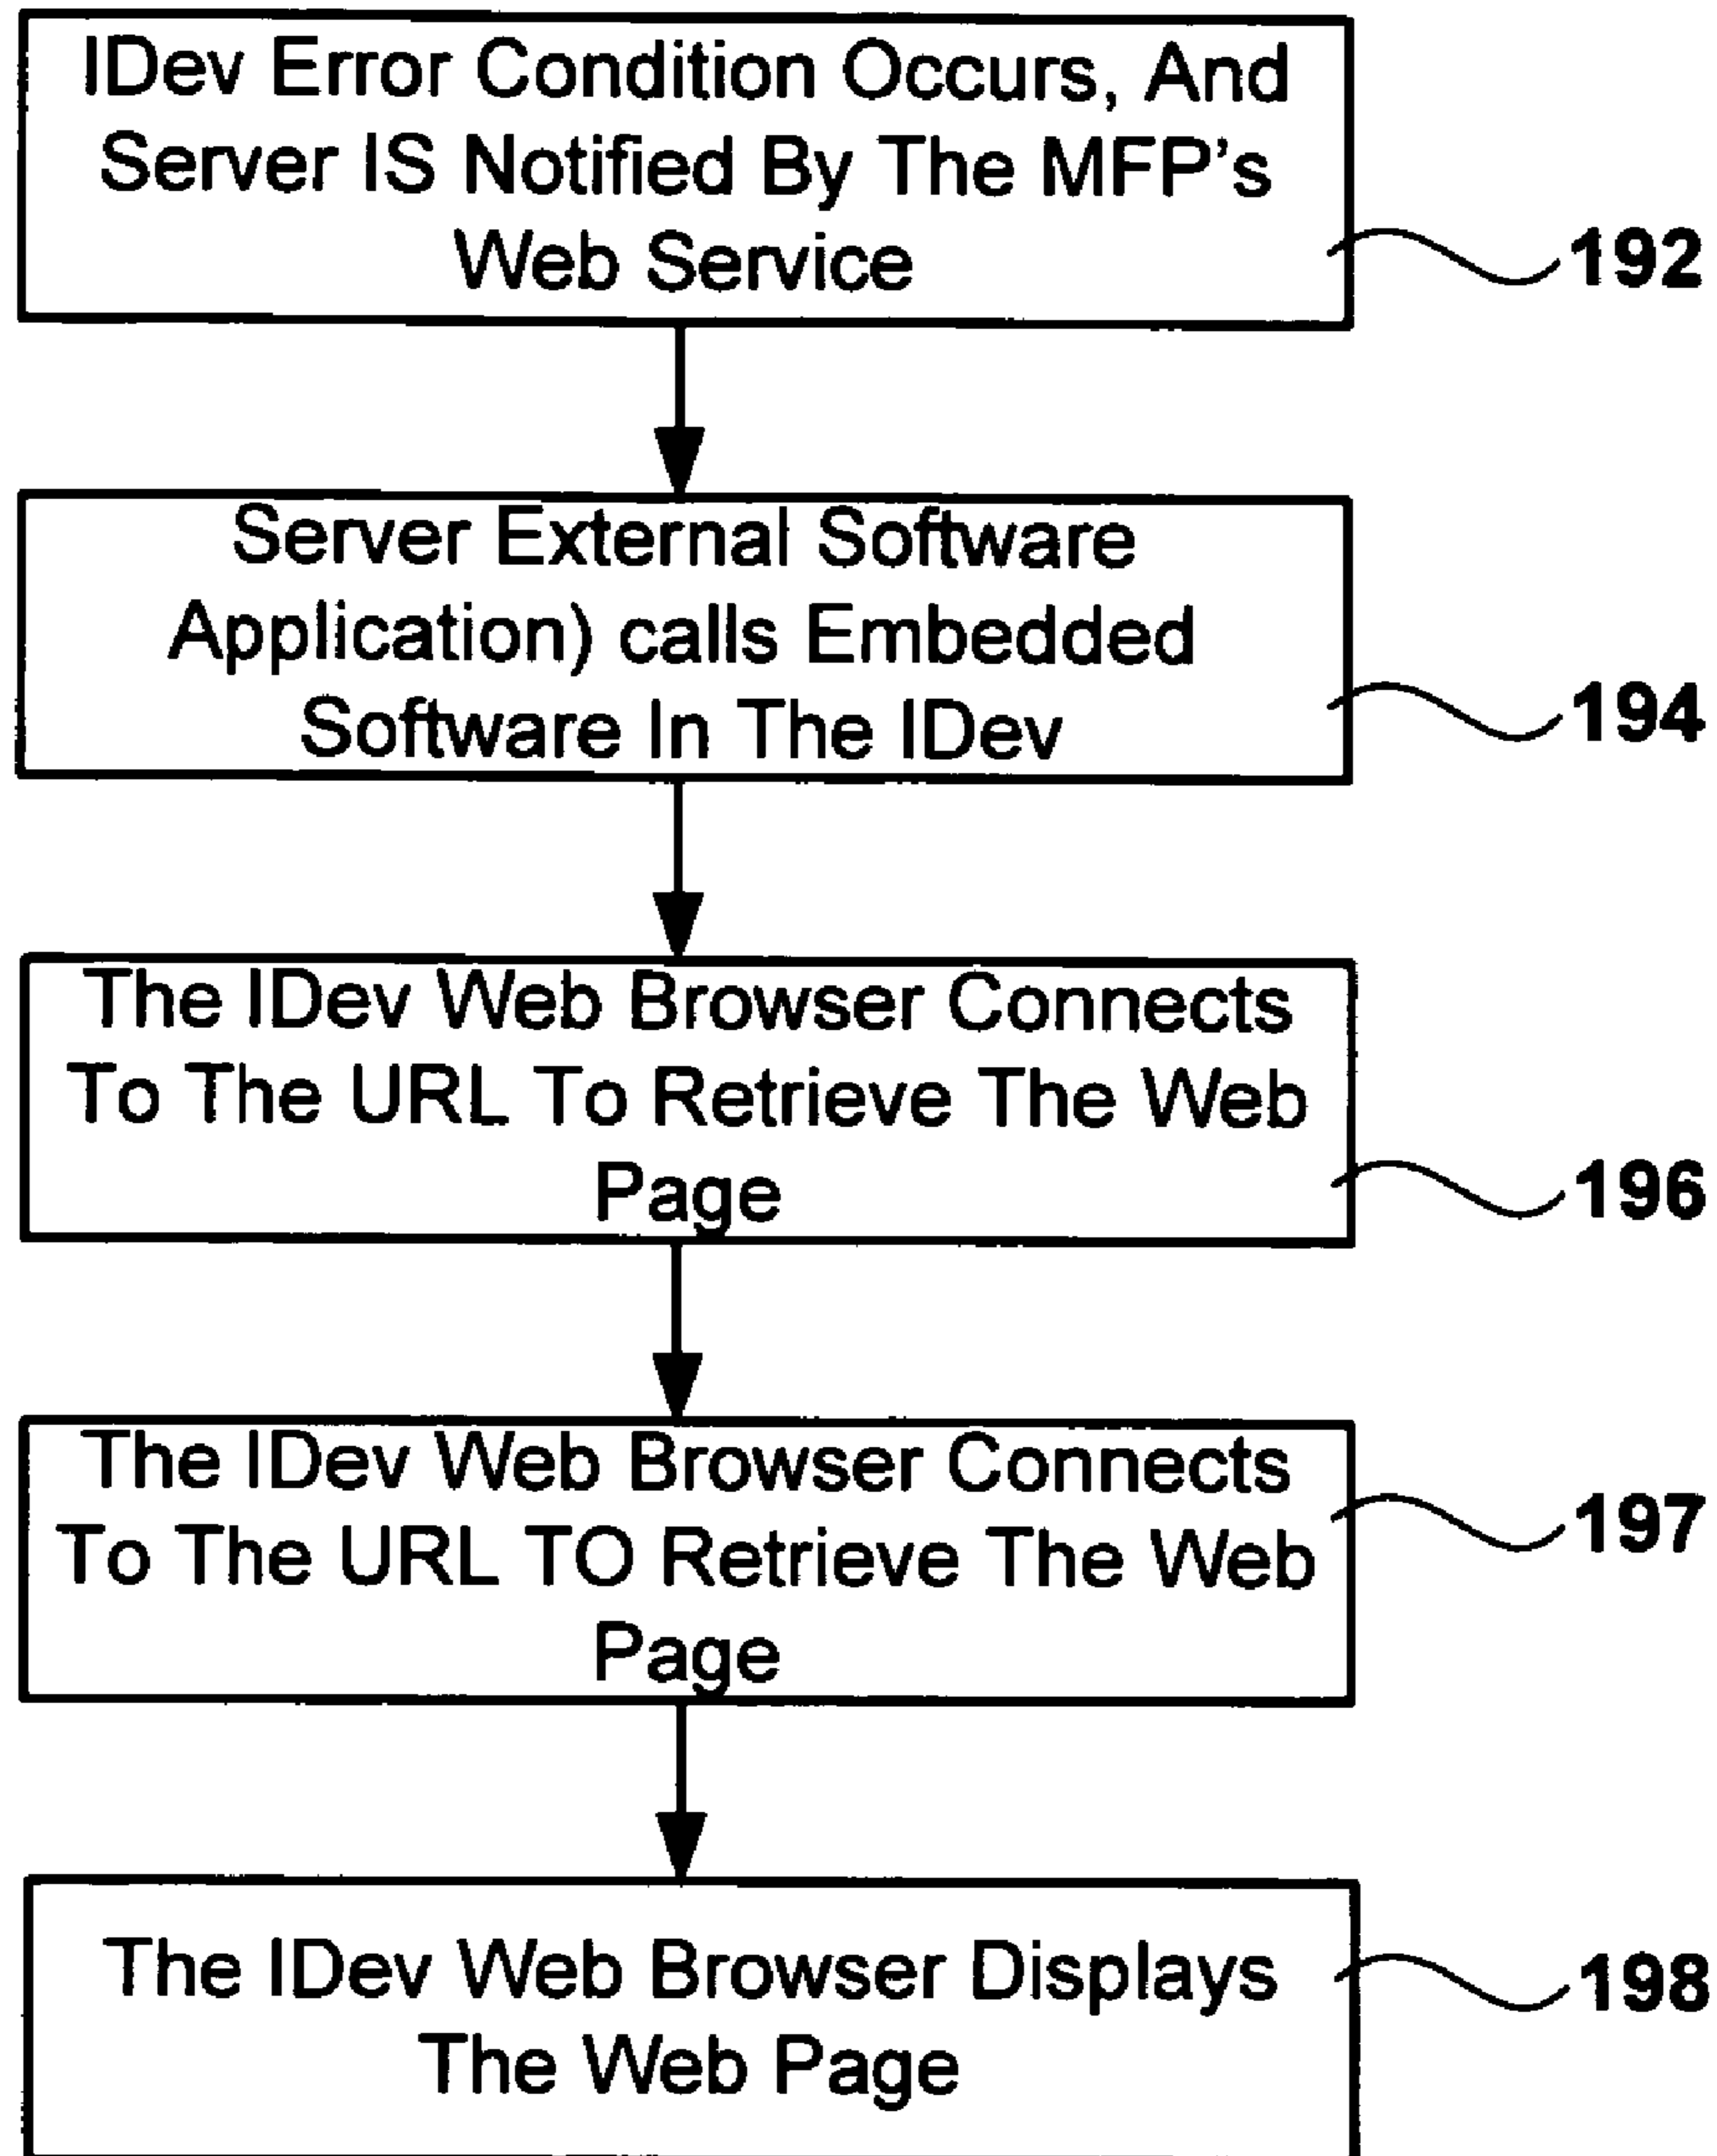 IDev Error Condition Occurs, And
Server IS Notified By The MFP's
Web Service
192
Server External Software
Application) calls Embedded
Software In The IDev
194
The IDev Web Browser Connects
To The URL To Retrieve The Web
Page
196
The IDev Web Browser Connects
To The URL TO Retrieve The Web
Page
197
The IDev Web Browser Displays
The Web Page
198